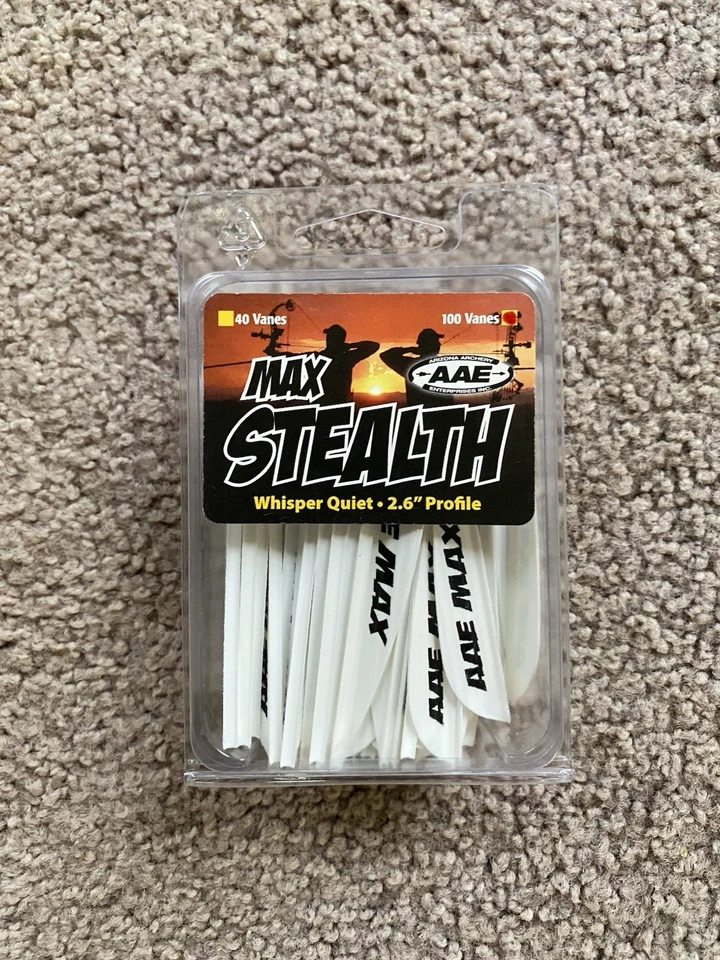 40 Vanes
100 Vanes
ARIZONA ARCHERY
AAE
ENTERPRISES INC.
MAX
STEALTH
Whisper Quiet • 2.6” Profile
E MAX
AAE MAX
AAE MAX